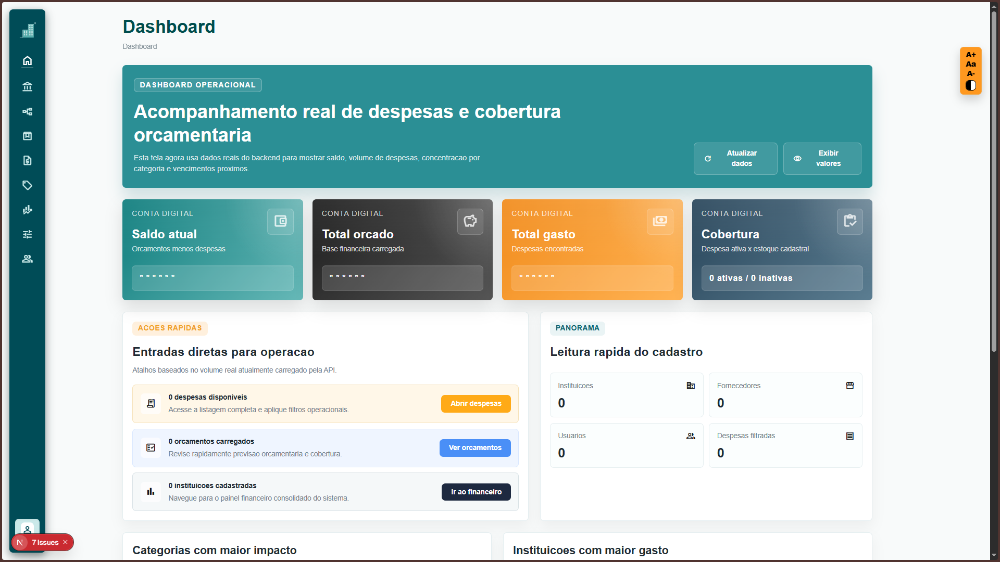 Dashboard
Dashboard
A+
Aa
A-
DASHBOARD OPERACIONAL
Acompanhamento real de despesas e cobertura
orcamentaria
Esta tela agora usa dados reais do backend para mostrar saldo, volume de despesas, concentracao por
categoria e vencimentos proximos.
Atualizar
dados
Exibir
valores
CONTA DIGITAL
Saldo atual
Orcamentos menos despesas
* * * * * *
CONTA DIGITAL
Total orcado
Base financeira carregada
* * * * * *
CONTA DIGITAL
Total gasto
Despesas encontradas
* * * * * *
CONTA DIGITAL
Cobertura
Despesa ativa x estoque cadastral
0 ativas / 0 inativas
ACOES RAPIDAS
Entradas diretas para operacao
Atalhos baseados no volume real atualmente carregado pela API.
0 despesas disponiveis
Acesse a listagem completa e aplique filtros operacionais.
Abrir despesas
0 orcamentos carregados
Revise rapidamente previsao orcamentaria e cobertura.
Ver orcamentos
0 instituicoes cadastradas
Navegue para o painel financeiro consolidado do sistema.
Ir ao financeiro
PANORAMA
Leitura rapida do cadastro
Instituicoes
0
Fornecedores
0
Usuarios
0
Despesas filtradas
0
N
7 Issues
Categorias com maior impacto
Instituicoes com maior gasto